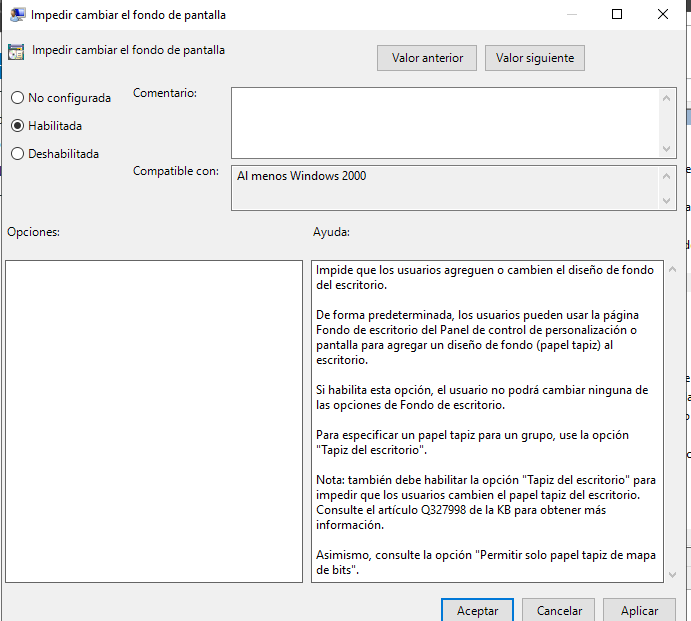 Impedir cambiar el fondo de pantalla
Impedir cambiar el fondo de pantalla
Valor anterior
Valor siguiente
No configurada
Habilitada
Deshabilitada
Comentario:
Compatible con:
Al menos Windows 2000
Opciones:
Ayuda:
Impide que los usuarios agreguen o cambien el diseño de fondo
del escritorio.
De forma predeterminada, los usuarios pueden usar la página
Fondo de escritorio del Panel de control de personalización o
pantalla para agregar un diseño de fondo (papel tapiz) al
escritorio.
Si habilita esta opción, el usuario no podrá cambiar ninguna de
las opciones de Fondo de escritorio.
Para especificar un papel tapiz para un grupo, use la opción
"Tapiz del escritorio".
Nota: también debe habilitar la opción "Tapiz del escritorio" para
impedir que los usuarios cambien el papel tapiz del escritorio.
Consulte el artículo Q327998 de la KB para obtener más
información.
Asimismo, consulte la opción "Permitir solo papel tapiz de mapa
de bits".
Aceptar
Cancelar
Aplicar